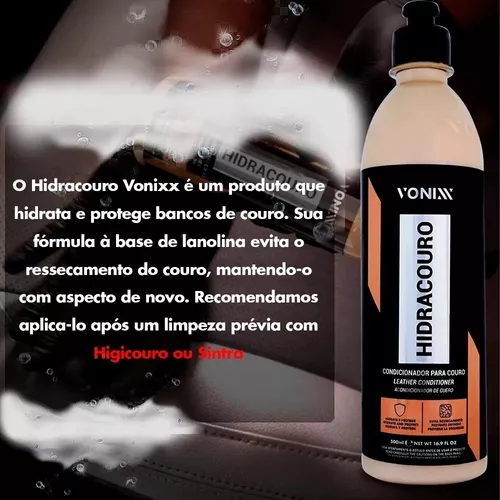 O Hidracouro Vonixx é um produto que
hidrata e protege bancos de couro. Sua
fórmula à base de lanolina evita o
ressecamento do couro, mantendo-o
com aspecto de novo. Recomendamos
aplica-lo após um limpeza prévia com
Higicouro ou Sintra
HIDRACOURO
VONIXX
HIDRACOURO
CONDICIONADOR PARA COURO
LEATHER CONDITIONER
ACONDICIONADOR DE CUERO
500ml NET WT 16.9 FL OZ